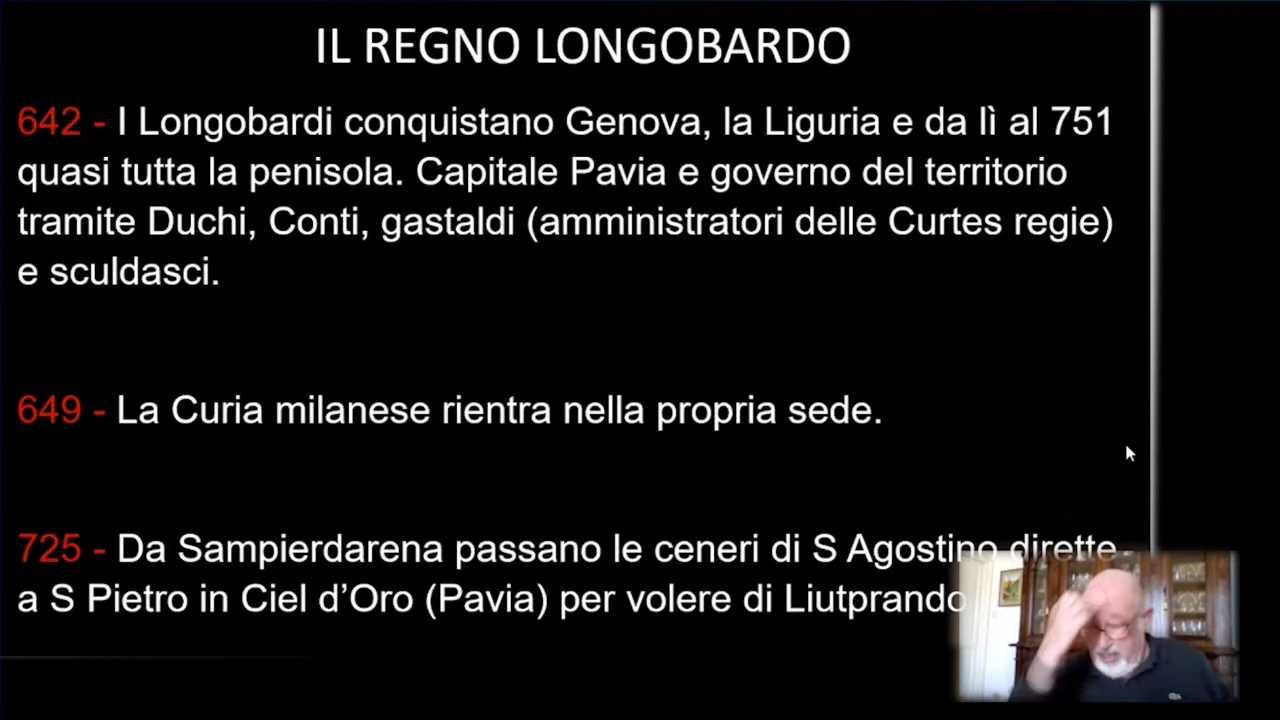 IL REGNO LONGOBARDO
642 - I Longobardi conquistano Genova, la Liguria e da lì al 751
quasi tutta la penisola. Capitale Pavia e governo del territorio
tramite Duchi, Conti, gastaldi (amministratori delle Curtes regie)
e sculdasci.
649 - La Curia milanese rientra nella propria sede.
725 - Da Sampierdarena passano le ceneri di S Agostino dirette
a S Pietro in Ciel d’Oro (Pavia) per volere di Liutprando